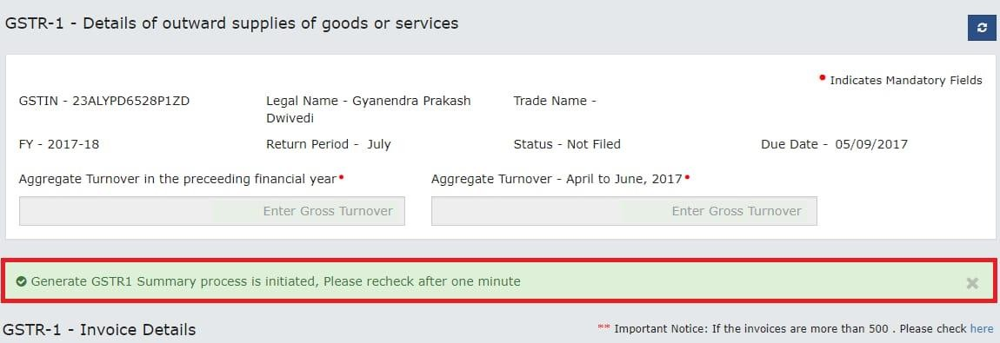 GSTR-1 - Details of outward supplies of goods or services
• Indicates Mandatory Fields
GSTIN - 23ALYPD6528P1ZD
Legal Name - Gyanendra Prakash
Dwivedi
Trade Name -
FY - 2017-18
Return Period - July
Status - Not Filed
Due Date - 05/09/2017
Aggregate Turnover in the preceeding financial year•
Aggregate Turnover - April to June, 2017•
Enter Gross Turnover
Enter Gross Turnover
Generate GSTR1 Summary process is initiated, Please recheck after one minute
GSTR-1 - Invoice Details
** Important Notice: If the invoices are more than 500 . Please check here